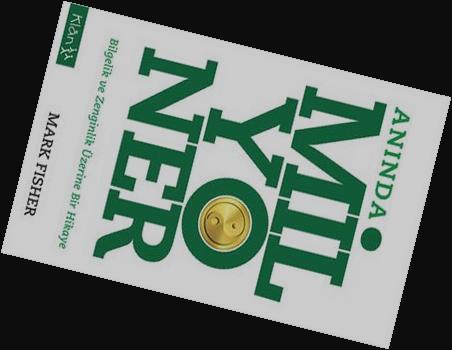 ANINDA
MİL
YO
NER
Bilgelik ve Zenginlik Üzerine Bir Hikaye
MARK FISHER
Klan